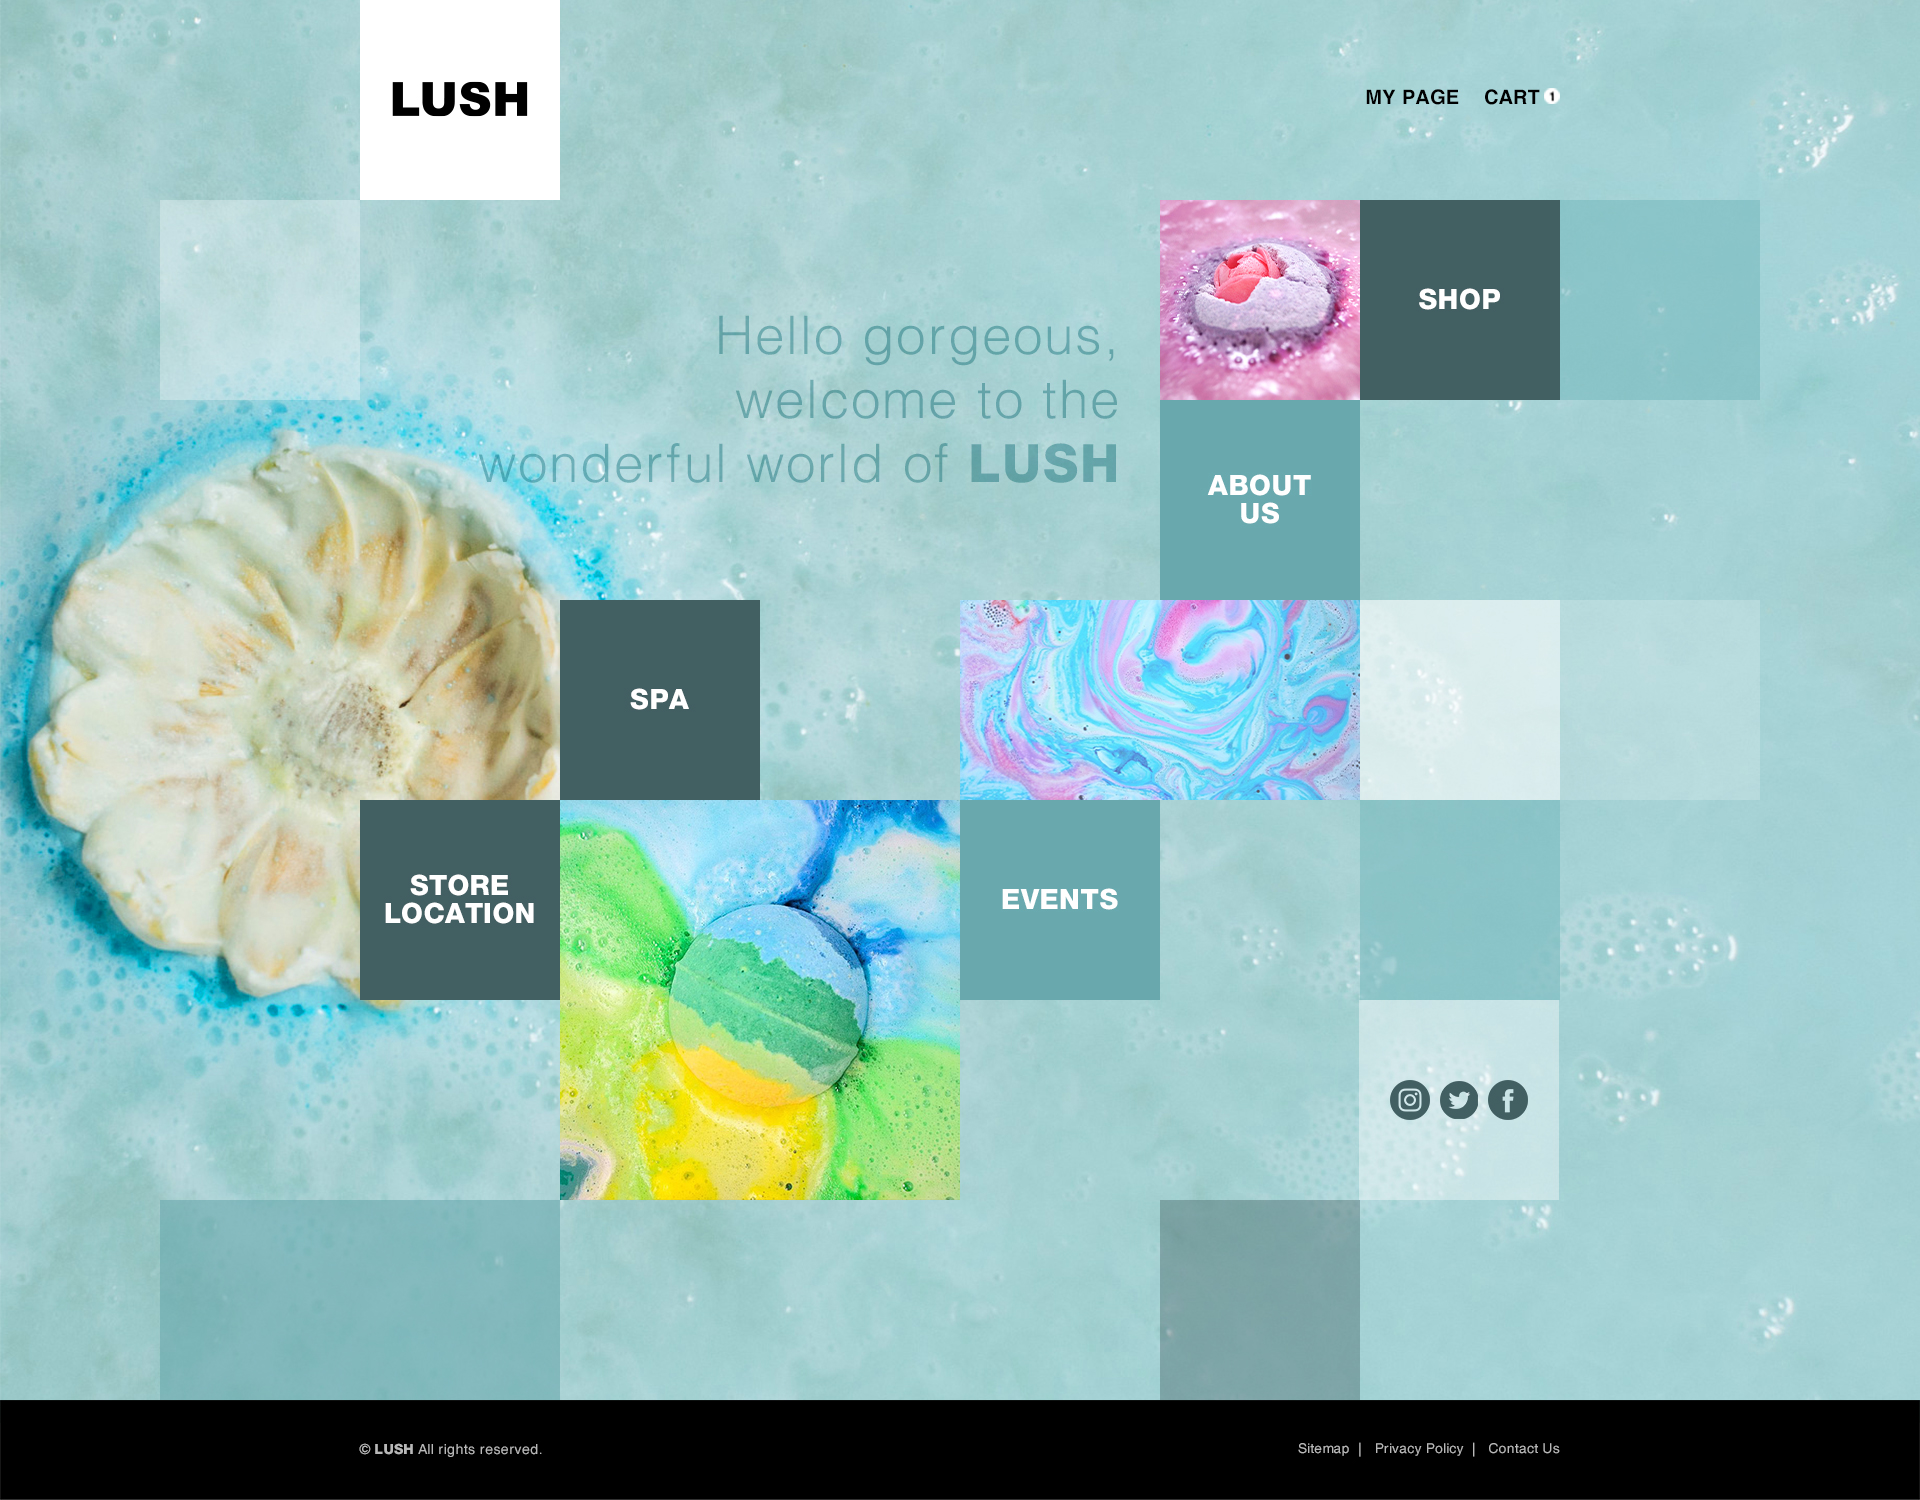 LUSH
MY PAGE CART 1
Hello gorgeous,
welcome to the
wonderful world of LUSH
SHOP
ABOUT
US
SPA
STORE
LOCATION
EVENTS
© LUSH All rights reserved.
Sitemap | Privacy Policy | Contact Us